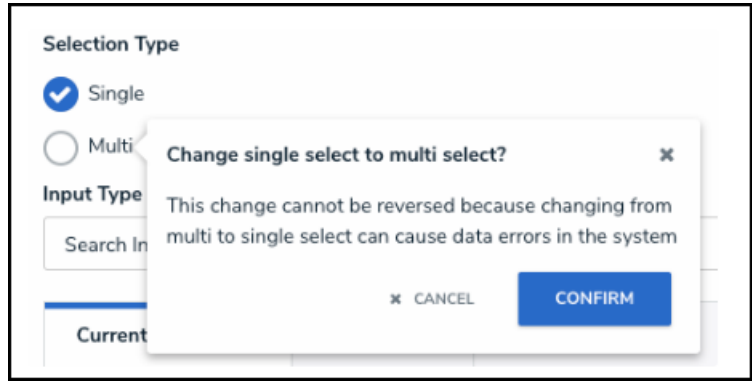 Selection Type
Single
Multi
Change single select to multi select?
Input Type
This change cannot be reversed because changing from
multi to single select can cause data errors in the system
Search In
CANCEL
CONFIRM
Current